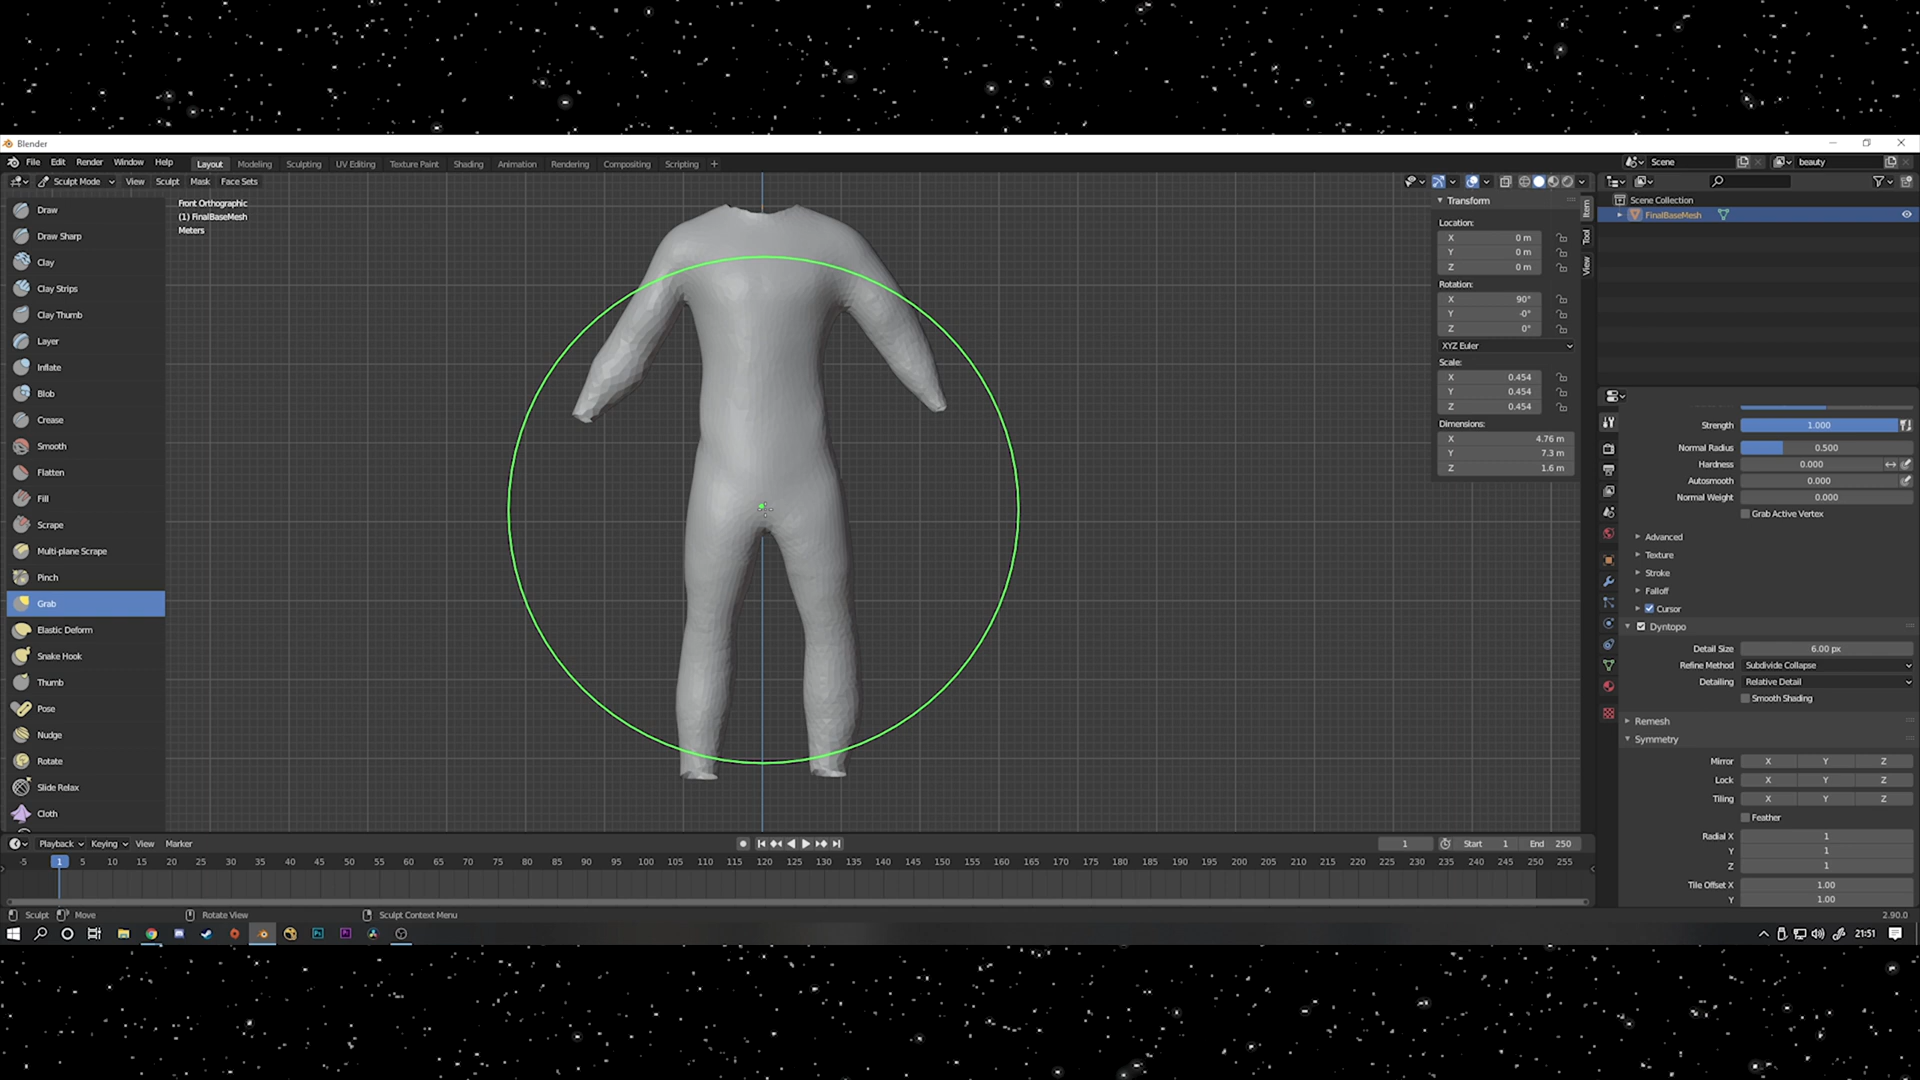 Blender
File Edit Render Window Help
Layout Modeling Sculpting UV Editing Texture Paint Shading Animation Rendering Compositing Scripting +
Scene
beauty
Sculpt Mode View Sculpt Mask Face Sets
Front Orthographic
(1) FinalBaseMesh
Meters
Draw
Draw Sharp
Clay
Clay Strips
Clay Thumb
Layer
Inflate
Blob
Crease
Smooth
Flatten
Fill
Scrape
Multi-plane Scrape
Pinch
Grab
Elastic Deform
Snake Hook
Thumb
Pose
Nudge
Rotate
Slide Relax
Cloth
Transform
Location:
X 0 m
Y 0 m
Z 0 m
Rotation:
X 90°
Y -0°
Z 0°
XYZ Euler
Scale:
X 0.454
Y 0.454
Z 0.454
Dimensions:
X 4.76 m
Y 7.3 m
Z 1.6 m
Item
Tool
View
Scene Collection
FinalBaseMesh
Strength 1.000
Normal Radius 0.500
Hardness 0.000
Autosmooth 0.000
Normal Weight 0.000
Grab Active Vertex
Advanced
Texture
Stroke
Falloff
Cursor
Dyntopo
Detail Size 6.00 px
Refine Method Subdivide Collapse
Detailing Relative Detail
Smooth Shading
Remesh
Symmetry
Mirror X Y Z
Lock X Y Z
Tiling X Y Z
Feather
Radial X 1
Y 1
Z 1
Tile Offset X 1.00
Y 1.00
Playback Keying View Marker
1 Start 1 End 250
-5 1 5 10 15 20 25 30 35 40 45 50 55 60 65 70 75 80 85 90 95 100 105 110 115 120 125 130 135 140 145 150 155 160 165 170 175 180 185 190 195 200 205 210 215 220 225 230 235 240 245 250 255
Sculpt Move Rotate View Sculpt Context Menu
2.90.0
21:51